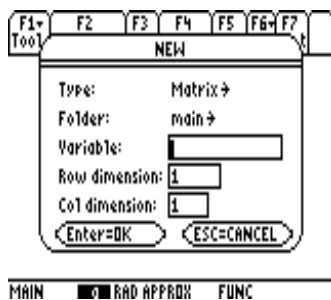 F1▾ F2 F3 F4 F5 F6▾ F7
Tool
NEW
Type: Matrix→
Folder: main→
Variable:
Row dimension: 1
Col dimension: 1
Enter=OK ESC=CANCEL
MAIN RAD APPROX FUNC